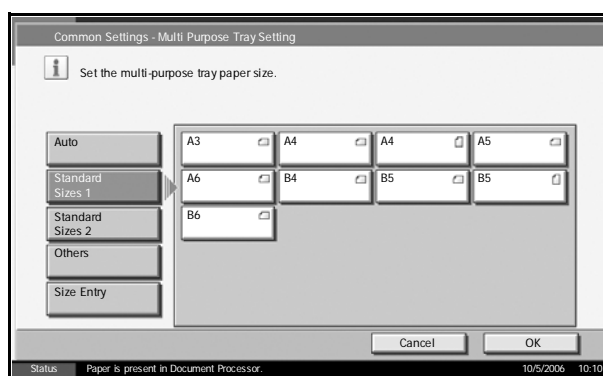 Common Settings - Multi Purpose Tray Setting
Set the multi-purpose tray paper size.
Auto
Standard
Sizes 1
Standard
Sizes 2
Others
Size Entry
A3 A4 A4 A5
A6 B4 B5 B5
B6
Cancel OK
Status Paper is present in Document Processor. 10/5/2006 10:10